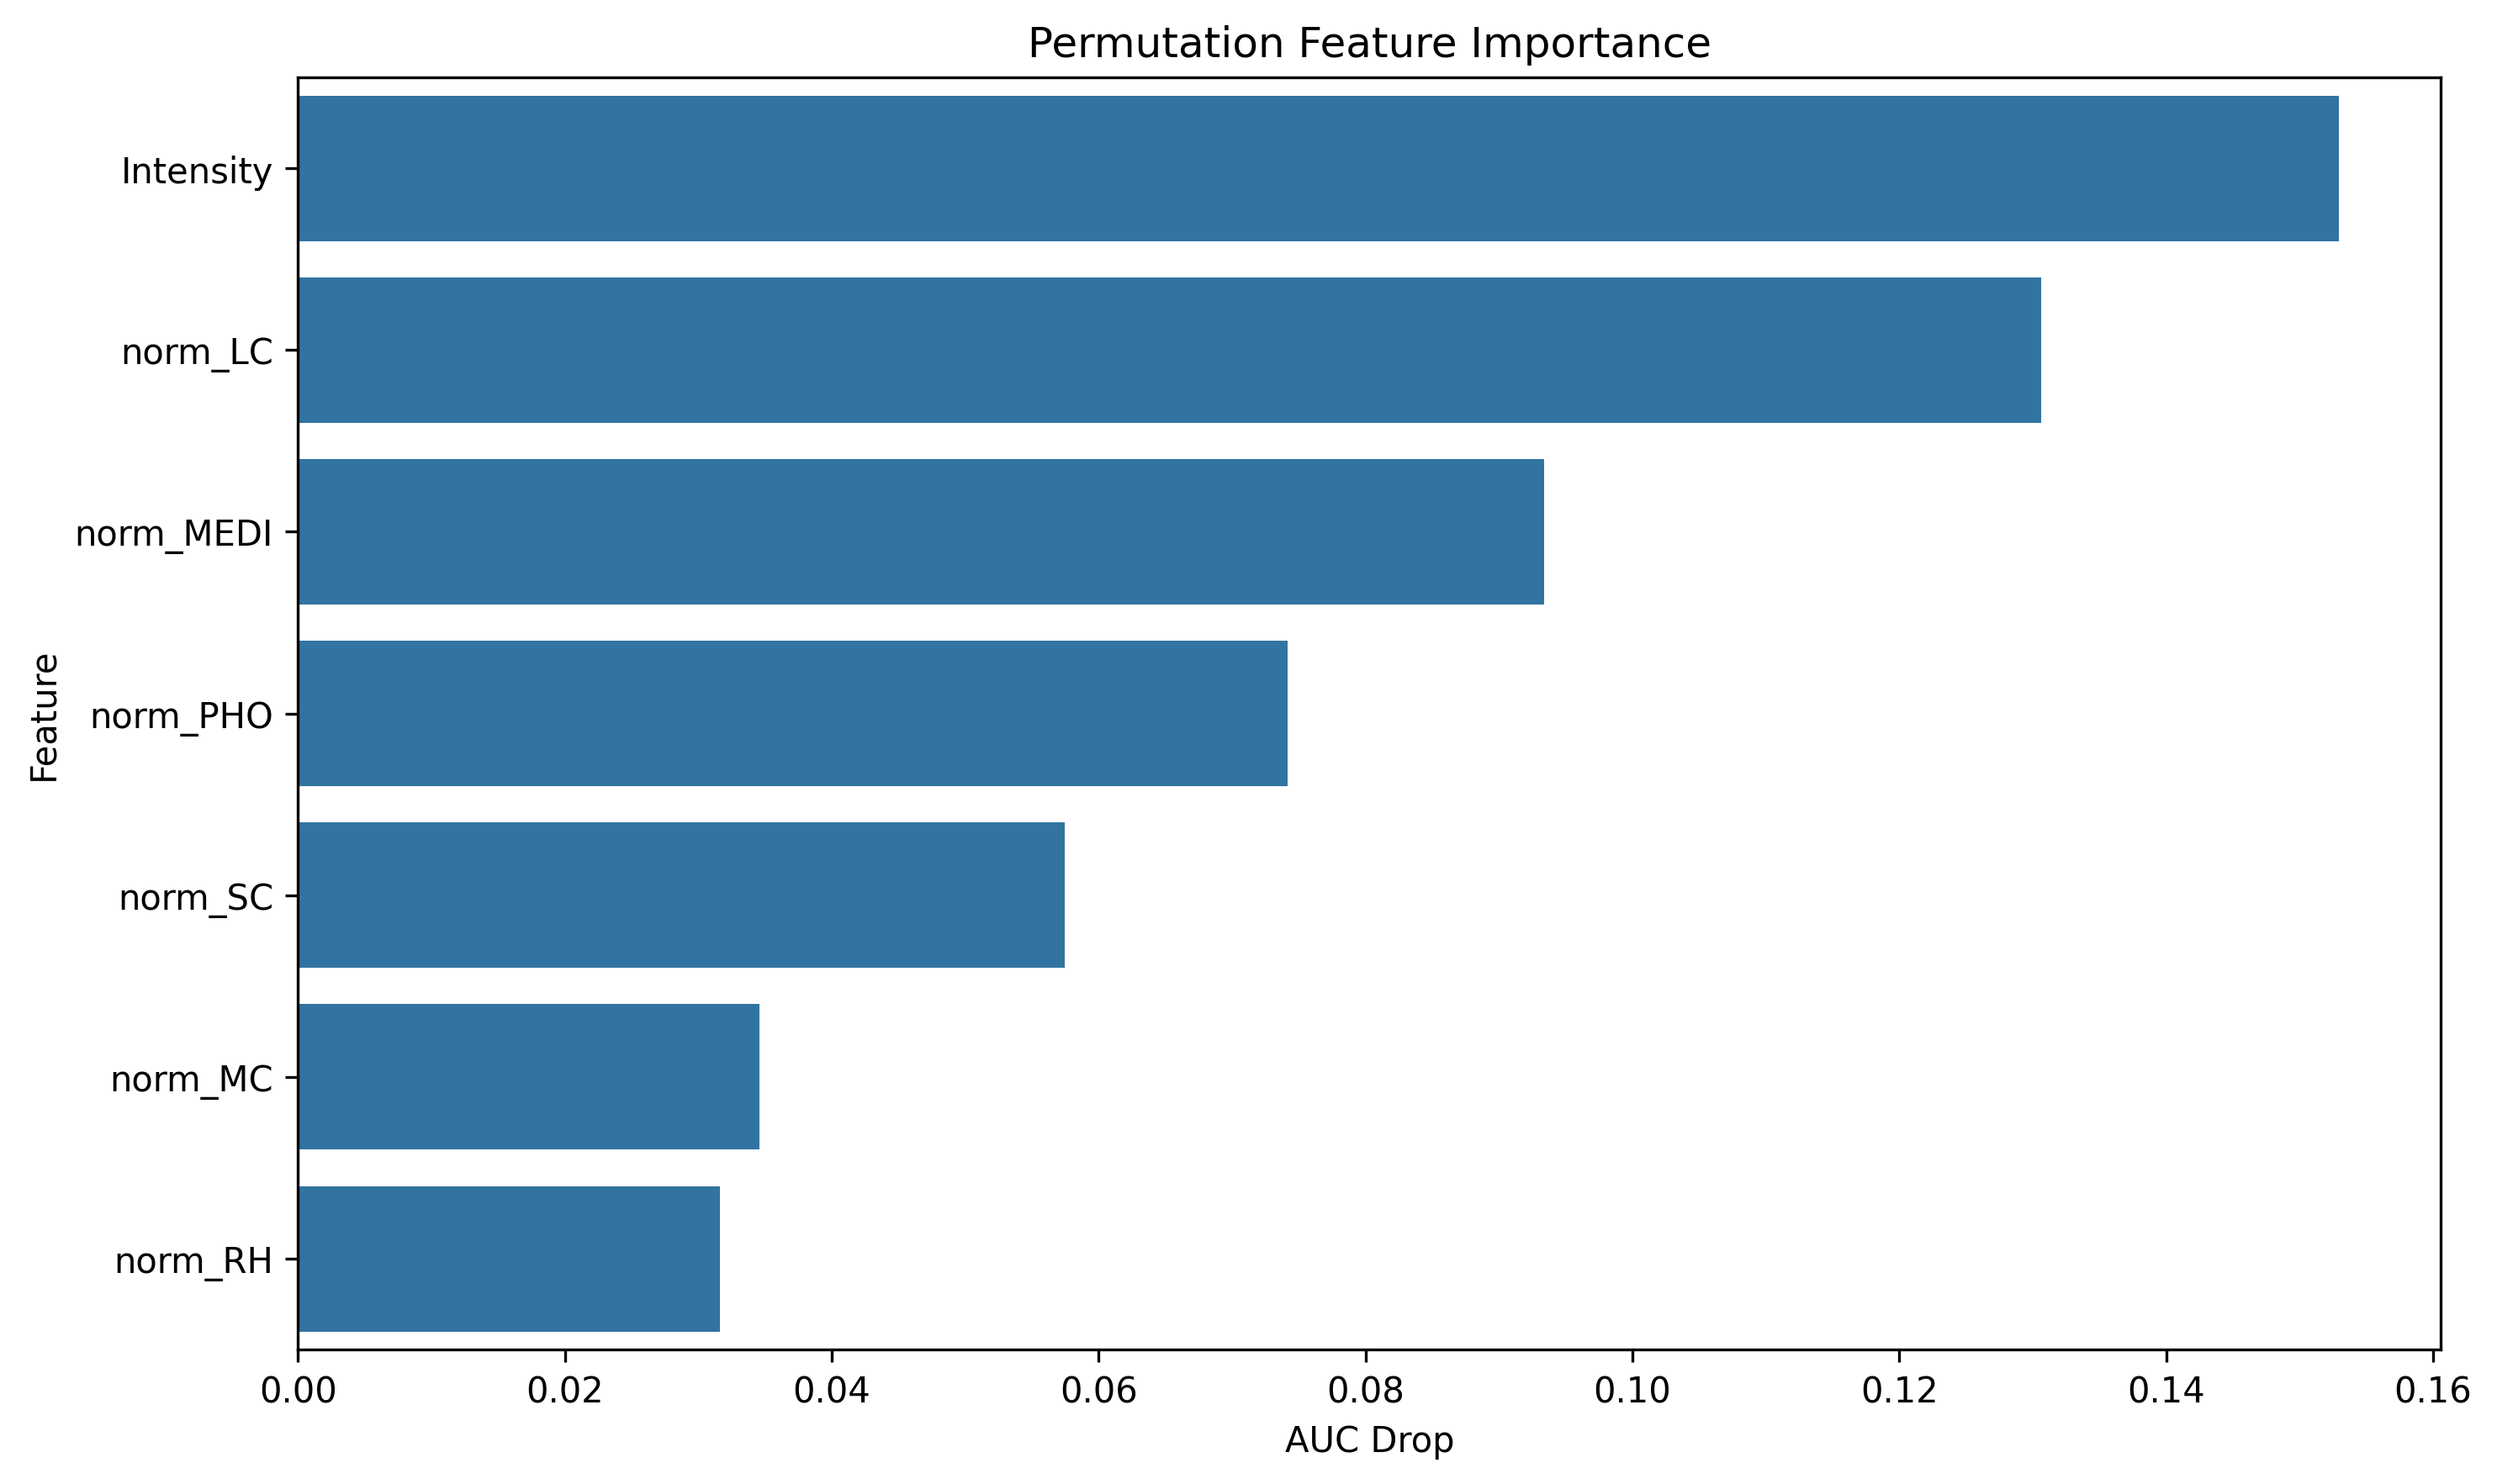 Permutation Feature Importance
Intensity
norm_LC
norm_MEDI
norm_PHO
norm_SC
norm_MC
norm_RH
Feature
0.00 0.02 0.04 0.06 0.08 0.10 0.12 0.14 0.16
AUC Drop